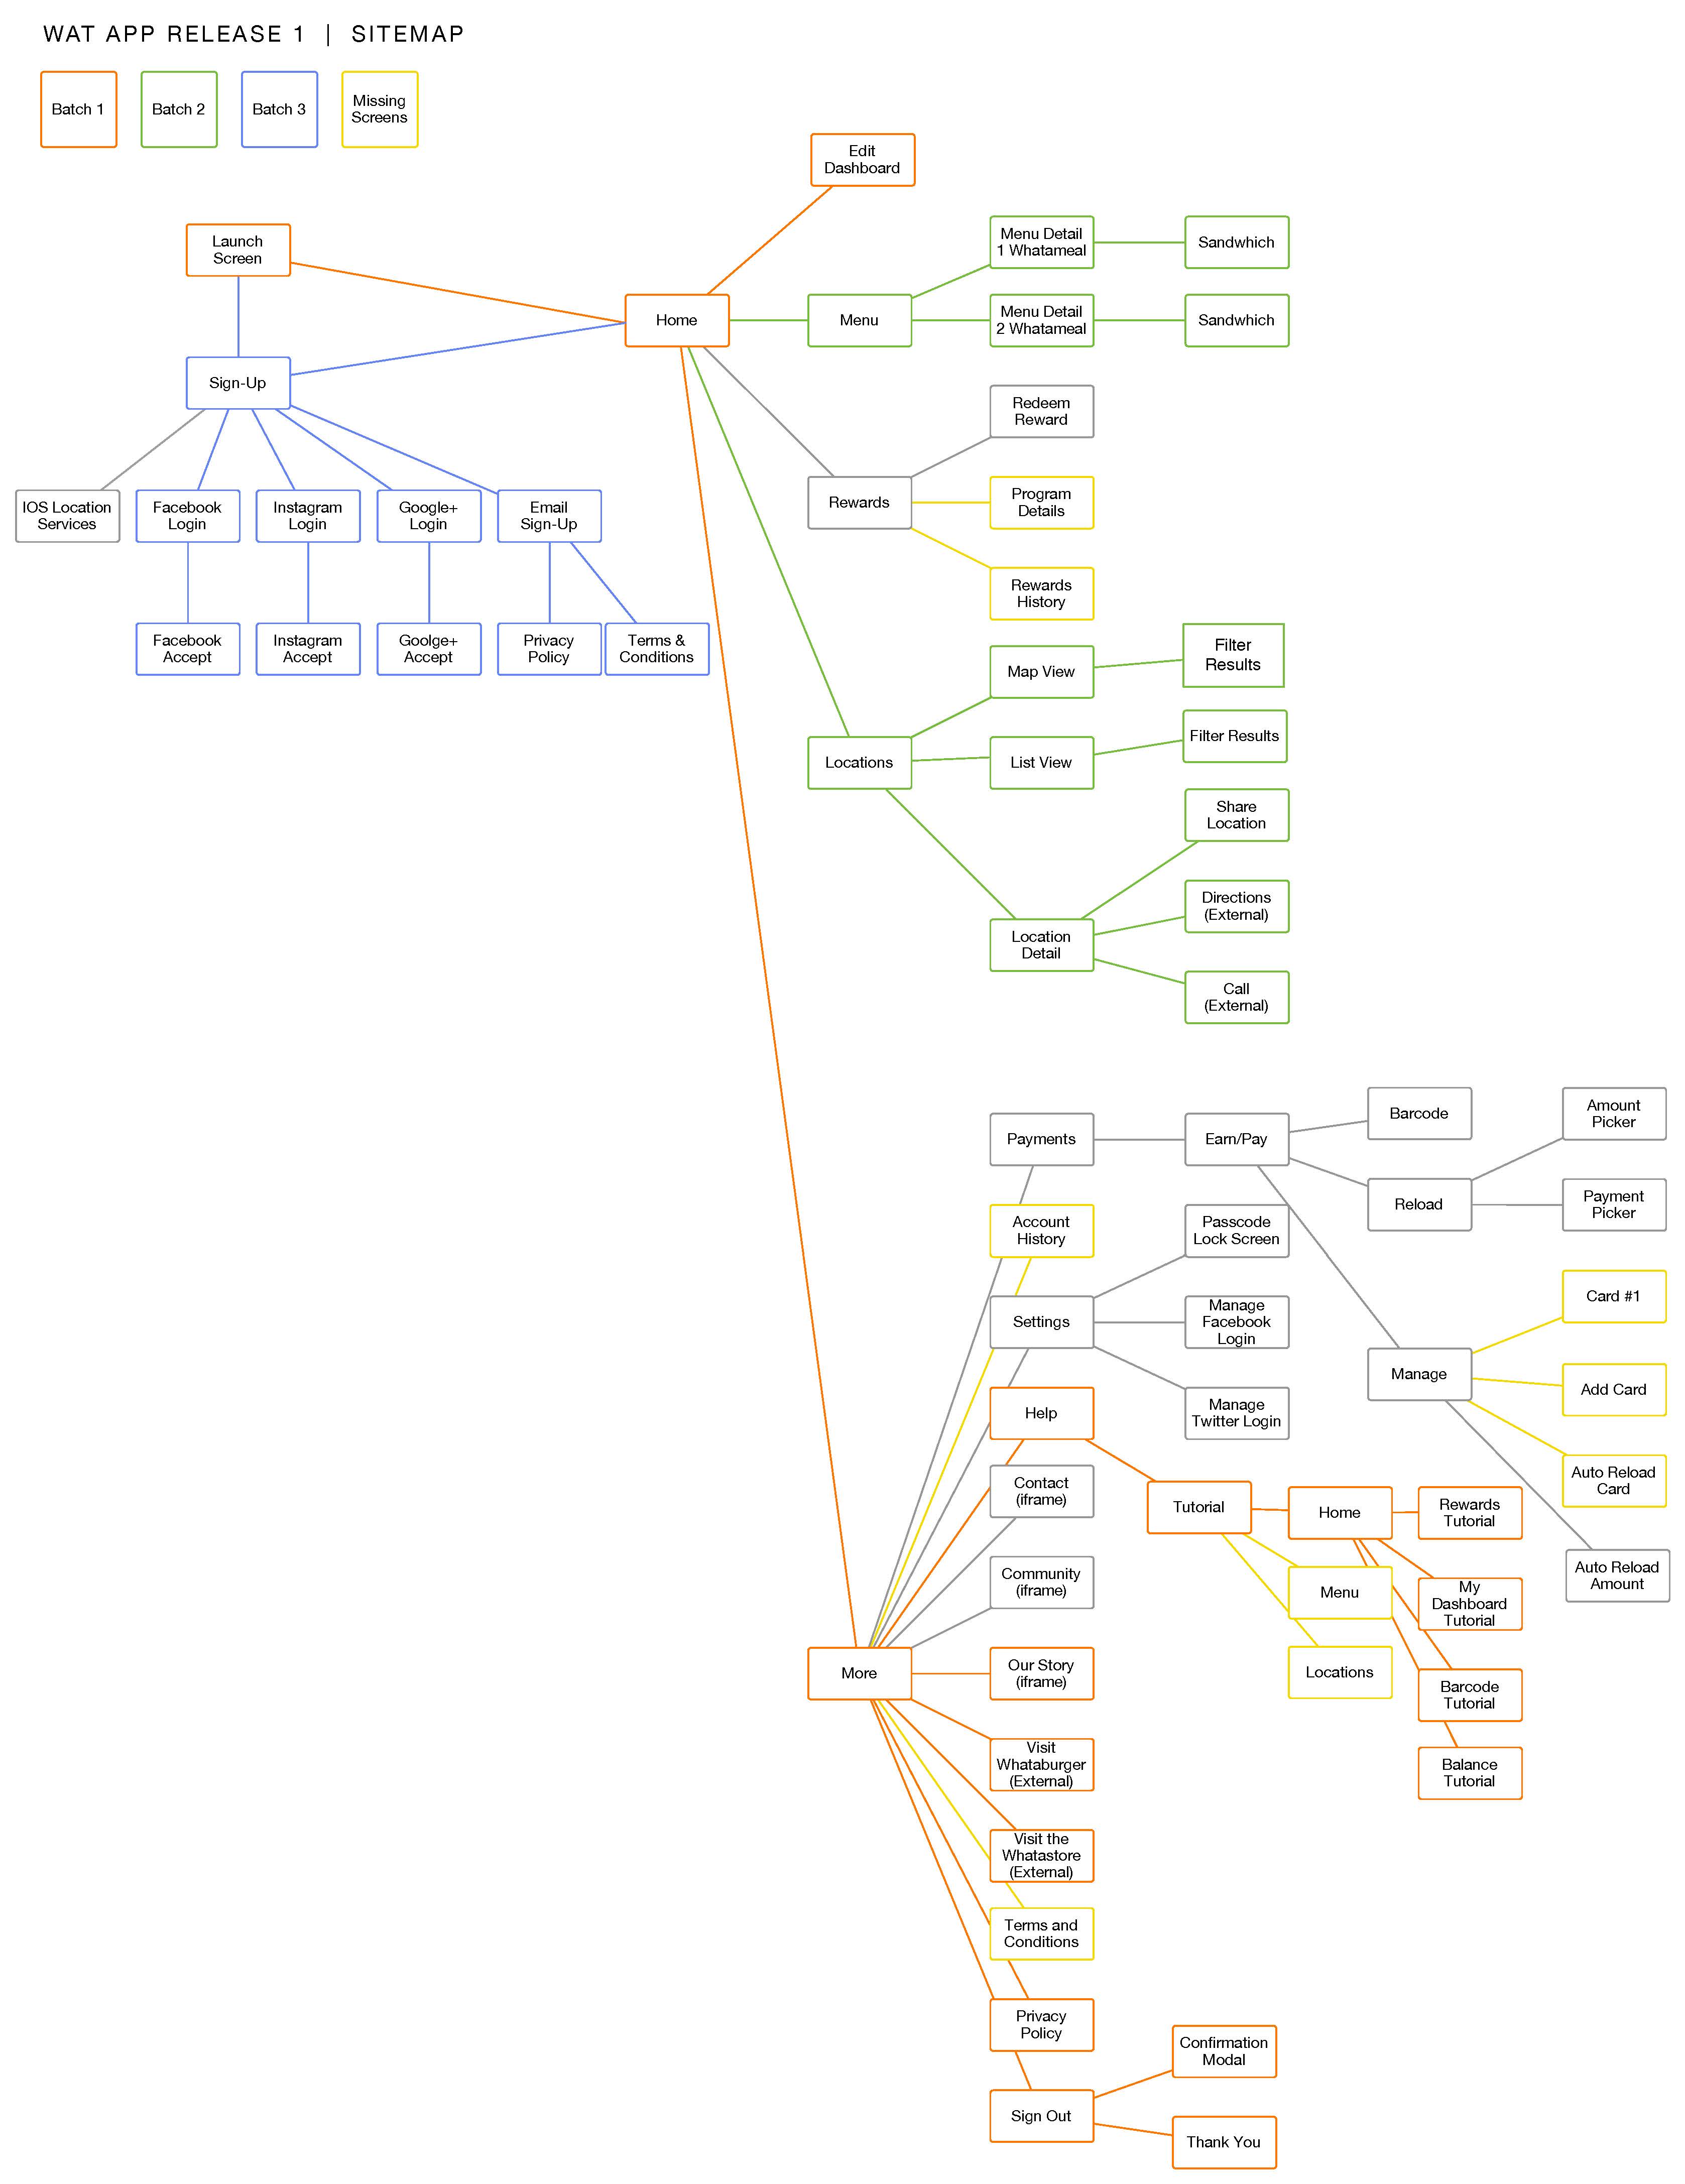 WAT APP RELEASE 1 | SITEMAP
Batch 1
Batch 2
Batch 3
Missing
Screens
Edit
Dashboard
Launch
Screen
Home
Menu
Menu Detail
1 Whatameal
Sandwhich
Menu Detail
2 Whatameal
Sandwhich
Sign-Up
IOS Location
Services
Facebook
Login
Instagram
Login
Google+
Login
Email
Sign-Up
Facebook
Accept
Instagram
Accept
Goolge+
Accept
Privacy
Policy
Terms &
Conditions
Rewards
Redeem
Reward
Program
Details
Rewards
History
Locations
Map View
Filter
Results
List View
Filter Results
Location
Detail
Share
Location
Directions
(External)
Call
(External)
Payments
Earn/Pay
Barcode
Reload
Amount
Picker
Payment
Picker
Manage
Card #1
Add Card
Auto Reload
Card
Auto Reload
Amount
Account
History
Settings
Passcode
Lock Screen
Manage
Facebook
Login
Manage
Twitter Login
Help
Tutorial
Home
Rewards
Tutorial
My
Dashboard
Tutorial
Barcode
Tutorial
Balance
Tutorial
Menu
Locations
Contact
(iframe)
Community
(iframe)
More
Our Story
(iframe)
Visit
Whataburger
(External)
Visit the
Whatastore
(External)
Terms and
Conditions
Privacy
Policy
Sign Out
Confirmation
Modal
Thank You